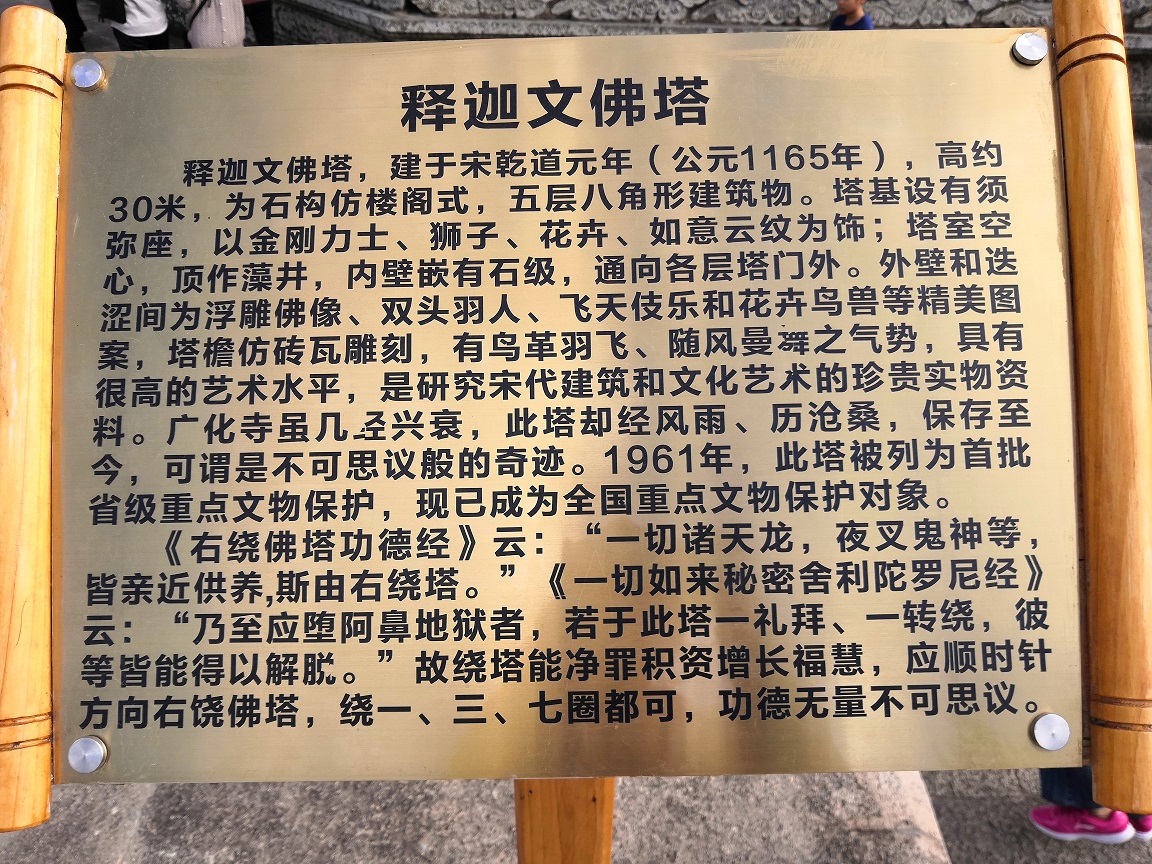 释迦文佛塔
释迦文佛塔，建于宋乾道元年（公元1165年），高约
30米，为石构仿楼阁式，五层八角形建筑物。塔基设有须
弥座，以金刚力士、狮子、花卉、如意云纹为饰；塔室空
心，顶作藻井，内壁嵌有石级，通向各层塔门外。外壁和迭
涩间为浮雕佛像、双头羽人、飞天伎乐和花卉鸟兽等精美图
案，塔檐仿砖瓦雕刻，有鸟革羽飞、随风曼舞之气势，具有
很高的艺术水平，是研究宋代建筑和文化艺术的珍贵实物资
料。广化寺虽几经兴衰，此塔却经风雨、历沧桑，保存至
今，可谓是不可思议般的奇迹。1961年，此塔被列为首批
省级重点文物保护，现已成为全国重点文物保护对象。
《右绕佛塔功德经》云：“一切诸天龙，夜叉鬼神等，
皆亲近供养,斯由右绕塔。”《一切如来秘密舍利陀罗尼经》
云：“乃至应堕阿鼻地狱者，若于此塔一礼拜、一转绕，彼
等皆能得以解脱。”故绕塔能净罪积资增长福慧，应顺时针
方向右饶佛塔，绕一、三、七圈都可，功德无量不可思议。